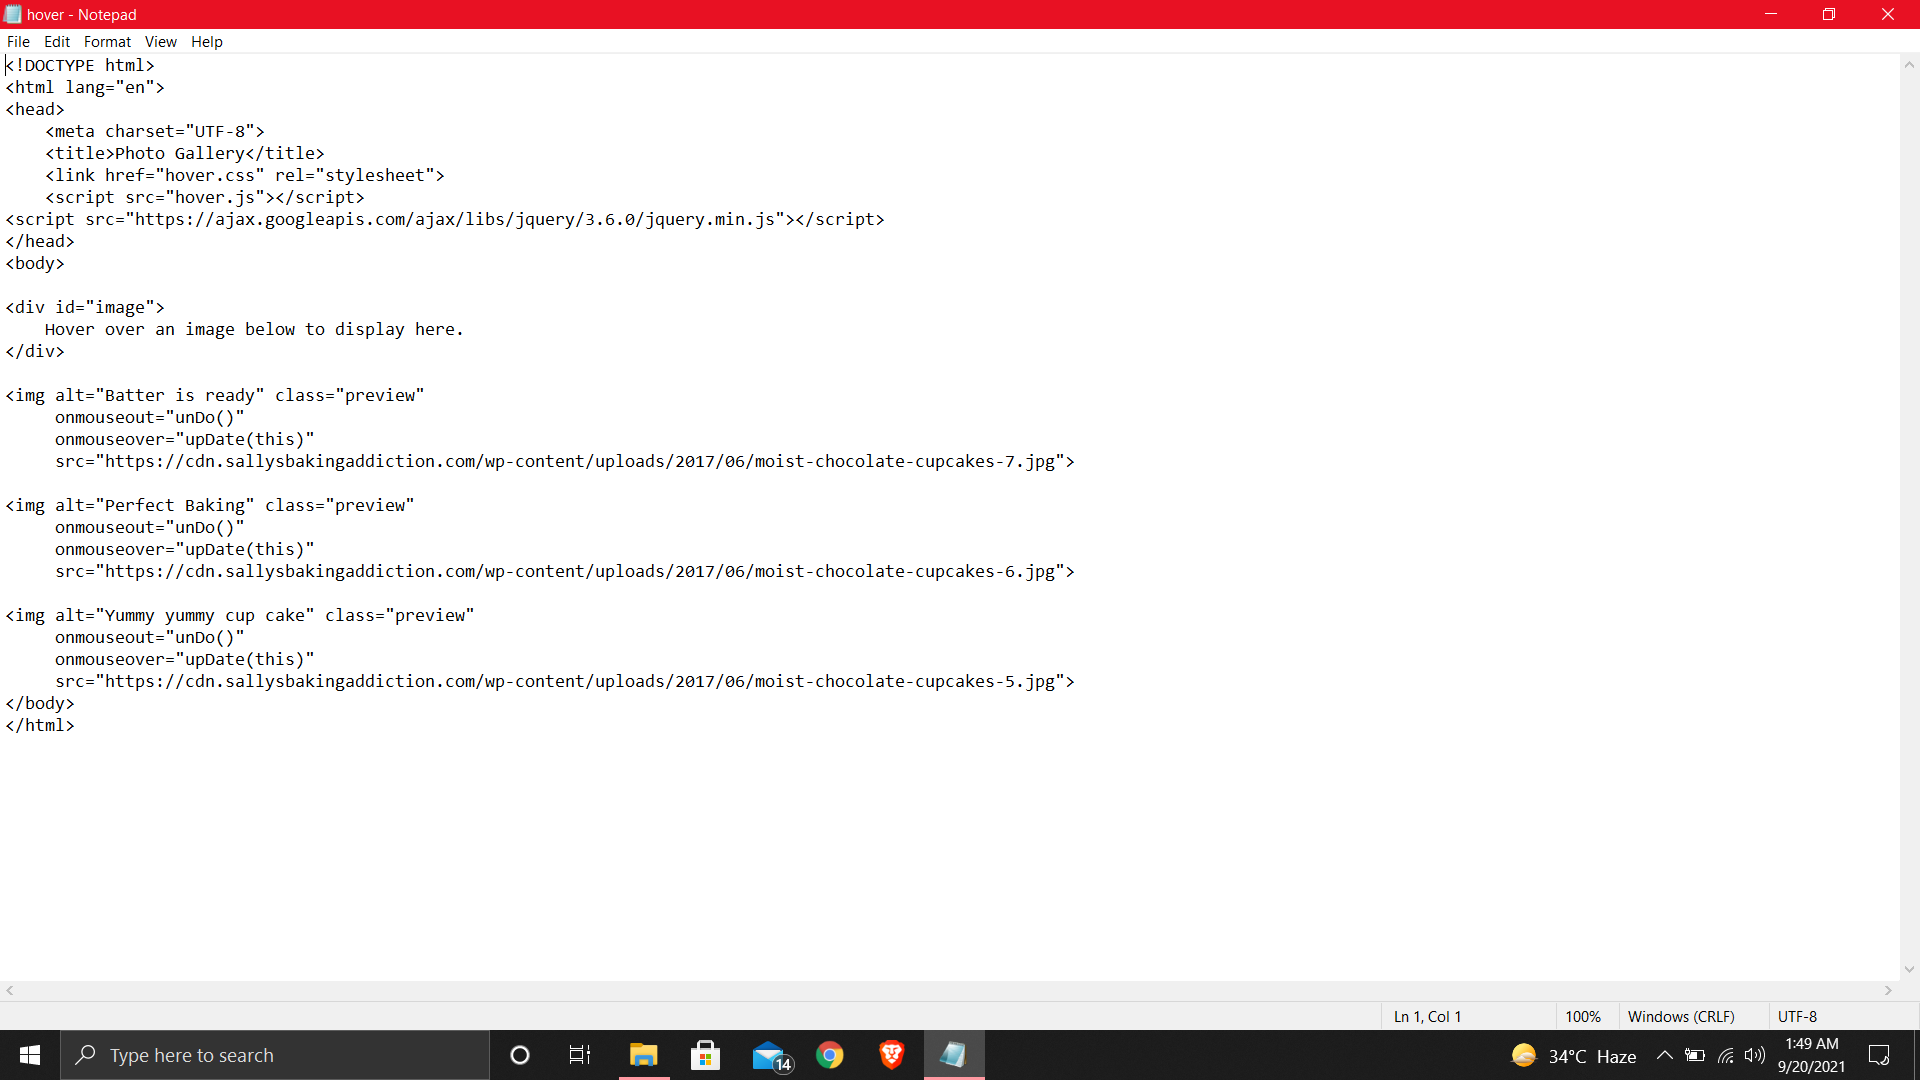 hover - Notepad
File Edit Format View Help
<!DOCTYPE html>
<html lang="en">
<head>
    <meta charset="UTF-8">
    <title>Photo Gallery</title>
    <link href="hover.css" rel="stylesheet">
    <script src="hover.js"></script>
<script src="https://ajax.googleapis.com/ajax/libs/jquery/3.6.0/jquery.min.js"></script>
</head>
<body>
<div id="image">
    Hover over an image below to display here.
</div>
<img alt="Batter is ready" class="preview"
     onmouseout="unDo()"
     onmouseover="upDate(this)"
     src="https://cdn.sallysbakingaddiction.com/wp-content/uploads/2017/06/moist-chocolate-cupcakes-7.jpg">
<img alt="Perfect Baking" class="preview"
     onmouseout="unDo()"
     onmouseover="upDate(this)"
     src="https://cdn.sallysbakingaddiction.com/wp-content/uploads/2017/06/moist-chocolate-cupcakes-6.jpg">
<img alt="Yummy yummy cup cake" class="preview"
     onmouseout="unDo()"
     onmouseover="upDate(this)"
     src="https://cdn.sallysbakingaddiction.com/wp-content/uploads/2017/06/moist-chocolate-cupcakes-5.jpg">
</body>
</html>
Ln 1, Col 1 100% Windows (CRLF) UTF-8
Type here to search 14 34°C Haze 1:49 AM
9/20/2021